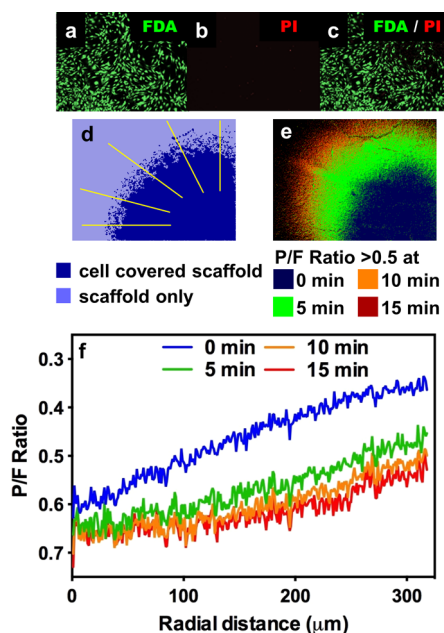 a FDA b PI c FDA / PI
d e
P/F Ratio >0.5 at
cell covered scaffold 0 min 10 min
scaffold only 5 min 15 min
f 0 min 10 min
5 min 15 min
0.3
0.4
0.5
0.6
0.7
P/F Ratio
0 100 200 300
Radial distance (μm)